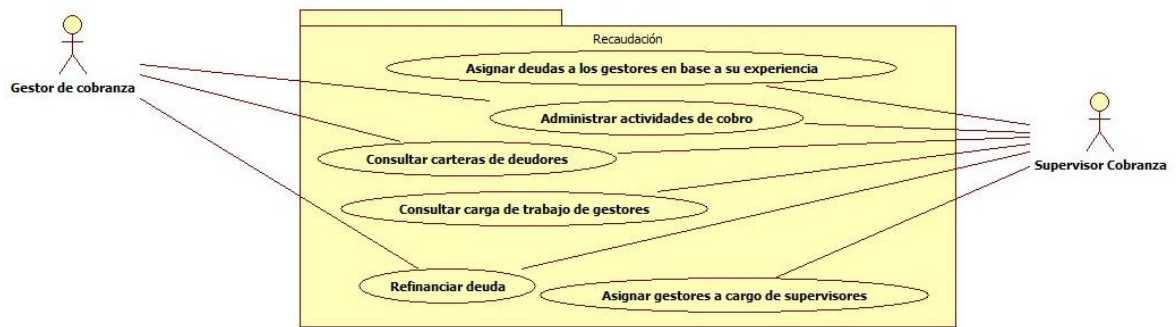 Recaudación
Asignar deudas a los gestores en base a su experiencia
Gestor de cobranza
Administrar actividades de cobro
Consultar carteras de deudores
Supervisor Cobranza
Consultar carga de trabajo de gestores
Refinanciar deuda
Asignar gestores a cargo de supervisores